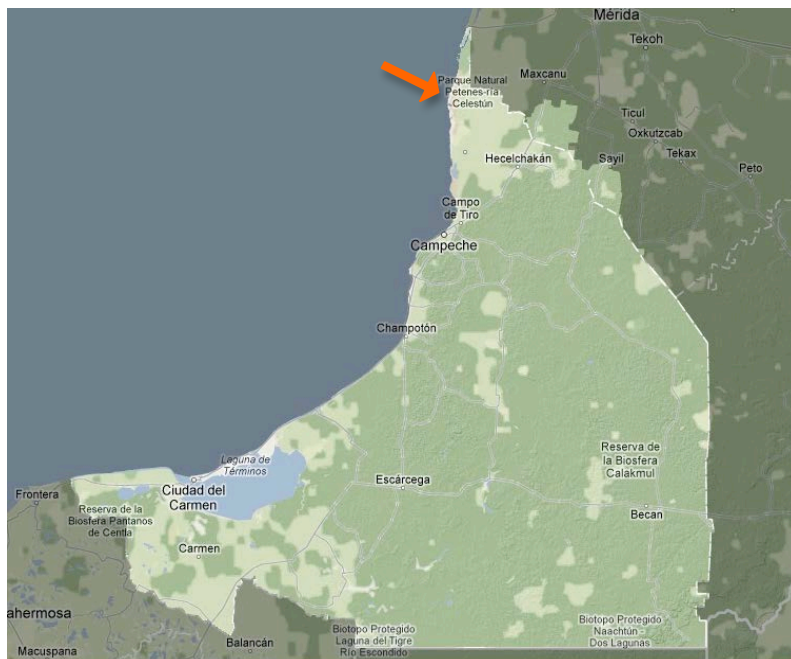 Mérida
Tekoh
Maxcanu
Parque Natural
Petenes-ría
Celestún
Ticul
Oxkutzcab
Hecelchakán
Sayil
Tekax
Peto
Campo
de Tiro
Campeche
Champotón
Laguna de
Términos
Reserva de
la Biosfera
Calakmul
Escárcega
Frontera
Ciudad del
Carmen
Reserva de la
Biosfera Pantanos
de Centla
Becan
Carmen
ahermosa
Balancán
Macuspana
Biotopo Protegido
Laguna del Tigre
Río Escondido
Biotopo Protegido
Naachtún -
Dos Lagunas